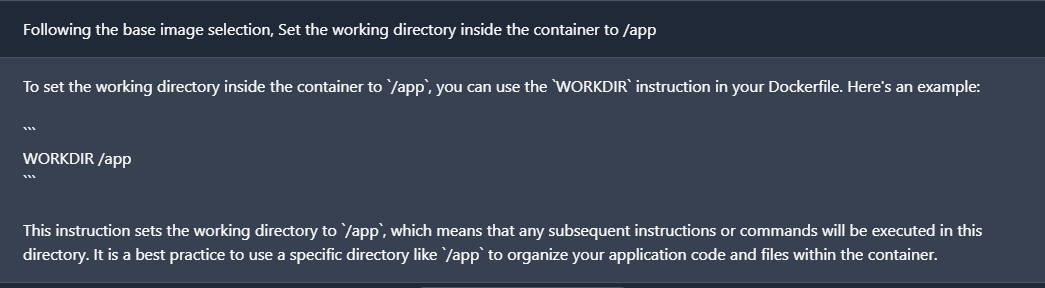 Following the base image selection, Set the working directory inside the container to /app
To set the working directory inside the container to `/app`, you can use the `WORKDIR` instruction in your Dockerfile. Here's an example:
```
WORKDIR /app
```
This instruction sets the working directory to `/app`, which means that any subsequent instructions or commands will be executed in this
directory. It is a best practice to use a specific directory like `/app` to organize your application code and files within the container.